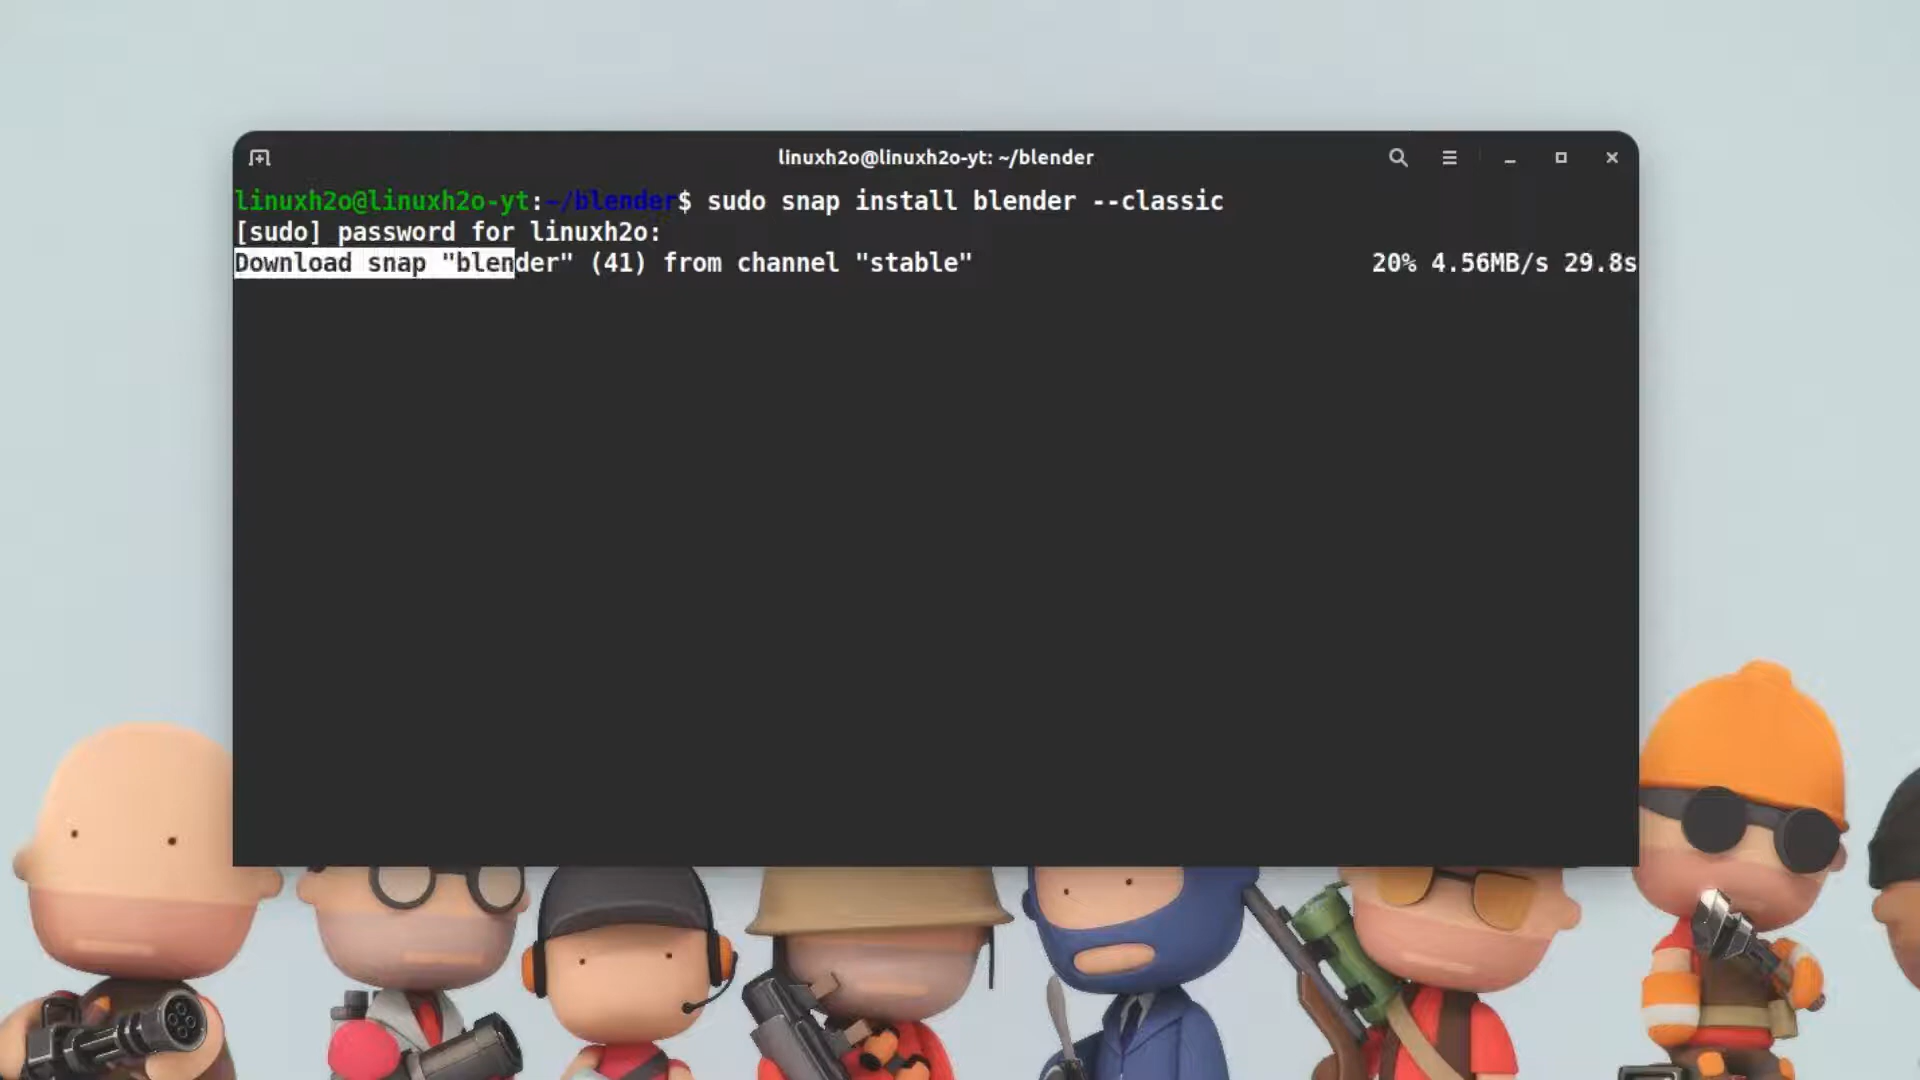 linuxh2o@linuxh2o-yt: ~/blender
linuxh2o@linuxh2o-yt:~/blender$ sudo snap install blender --classic
[sudo] password for linuxh2o:
Download snap "blender" (41) from channel "stable" 20% 4.56MB/s 29.8s